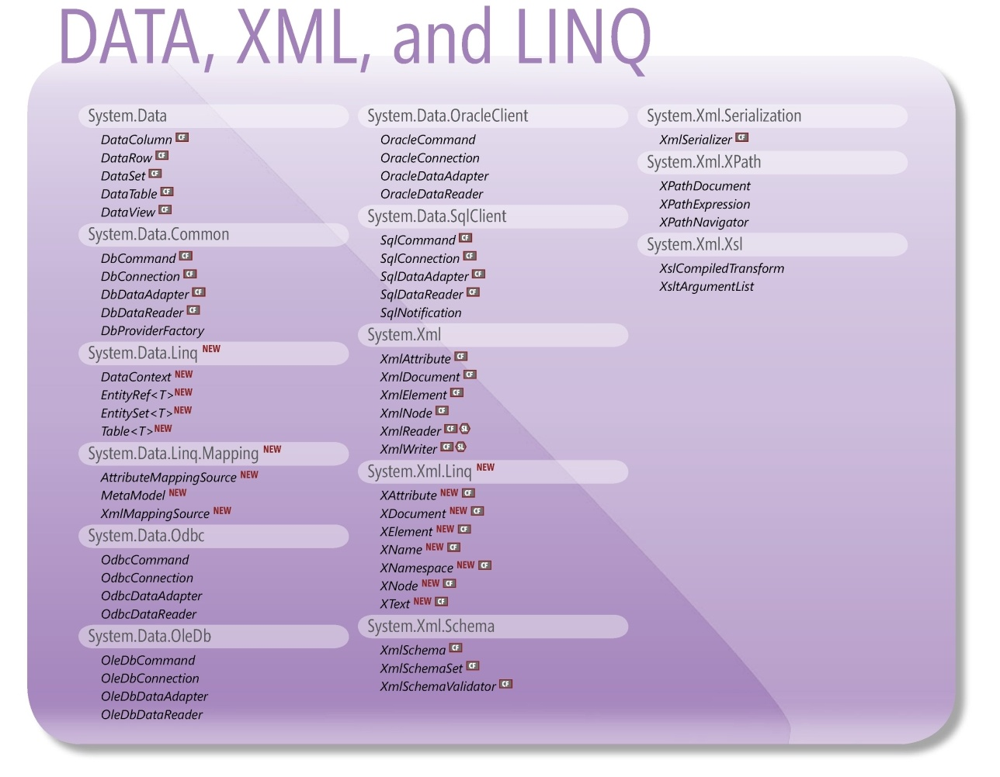 DATA, XML, and LINQ
System.Data
DataColumn CF
DataRow CF
DataSet CF
DataTable CF
DataView CF
System.Data.Common
DbCommand CF
DbConnection CF
DbDataAdapter CF
DbDataReader CF
DbProviderFactory
System.Data.Linq NEW
DataContext NEW
EntityRef<T> NEW
EntitySet<T> NEW
Table<T> NEW
System.Data.Linq.Mapping NEW
AttributeMappingSource NEW
MetaModel NEW
XmlMappingSource NEW
System.Data.Odbc
OdbcCommand
OdbcConnection
OdbcDataAdapter
OdbcDataReader
System.Data.OleDb
OleDbCommand
OleDbConnection
OleDbDataAdapter
OleDbDataReader
System.Data.OracleClient
OracleCommand
OracleConnection
OracleDataAdapter
OracleDataReader
System.Data.SqlClient
SqlCommand CF
SqlConnection CF
SqlDataAdapter CF
SqlDataReader CF
SqlNotification
System.Xml
XmlAttribute CF
XmlDocument CF
XmlElement CF
XmlNode CF
XmlReader CF SL
XmlWriter CF SL
System.Xml.Linq NEW
XAttribute NEW CF
XDocument NEW CF
XElement NEW CF
XName NEW CF
XNamespace NEW CF
XNode NEW CF
XText NEW CF
System.Xml.Schema
XmlSchema CF
XmlSchemaSet CF
XmlSchemaValidator CF
System.Xml.Serialization
XmlSerializer CF
System.Xml.XPath
XPathDocument
XPathExpression
XPathNavigator
System.Xml.Xsl
XslCompiledTransform
XsltArgumentList